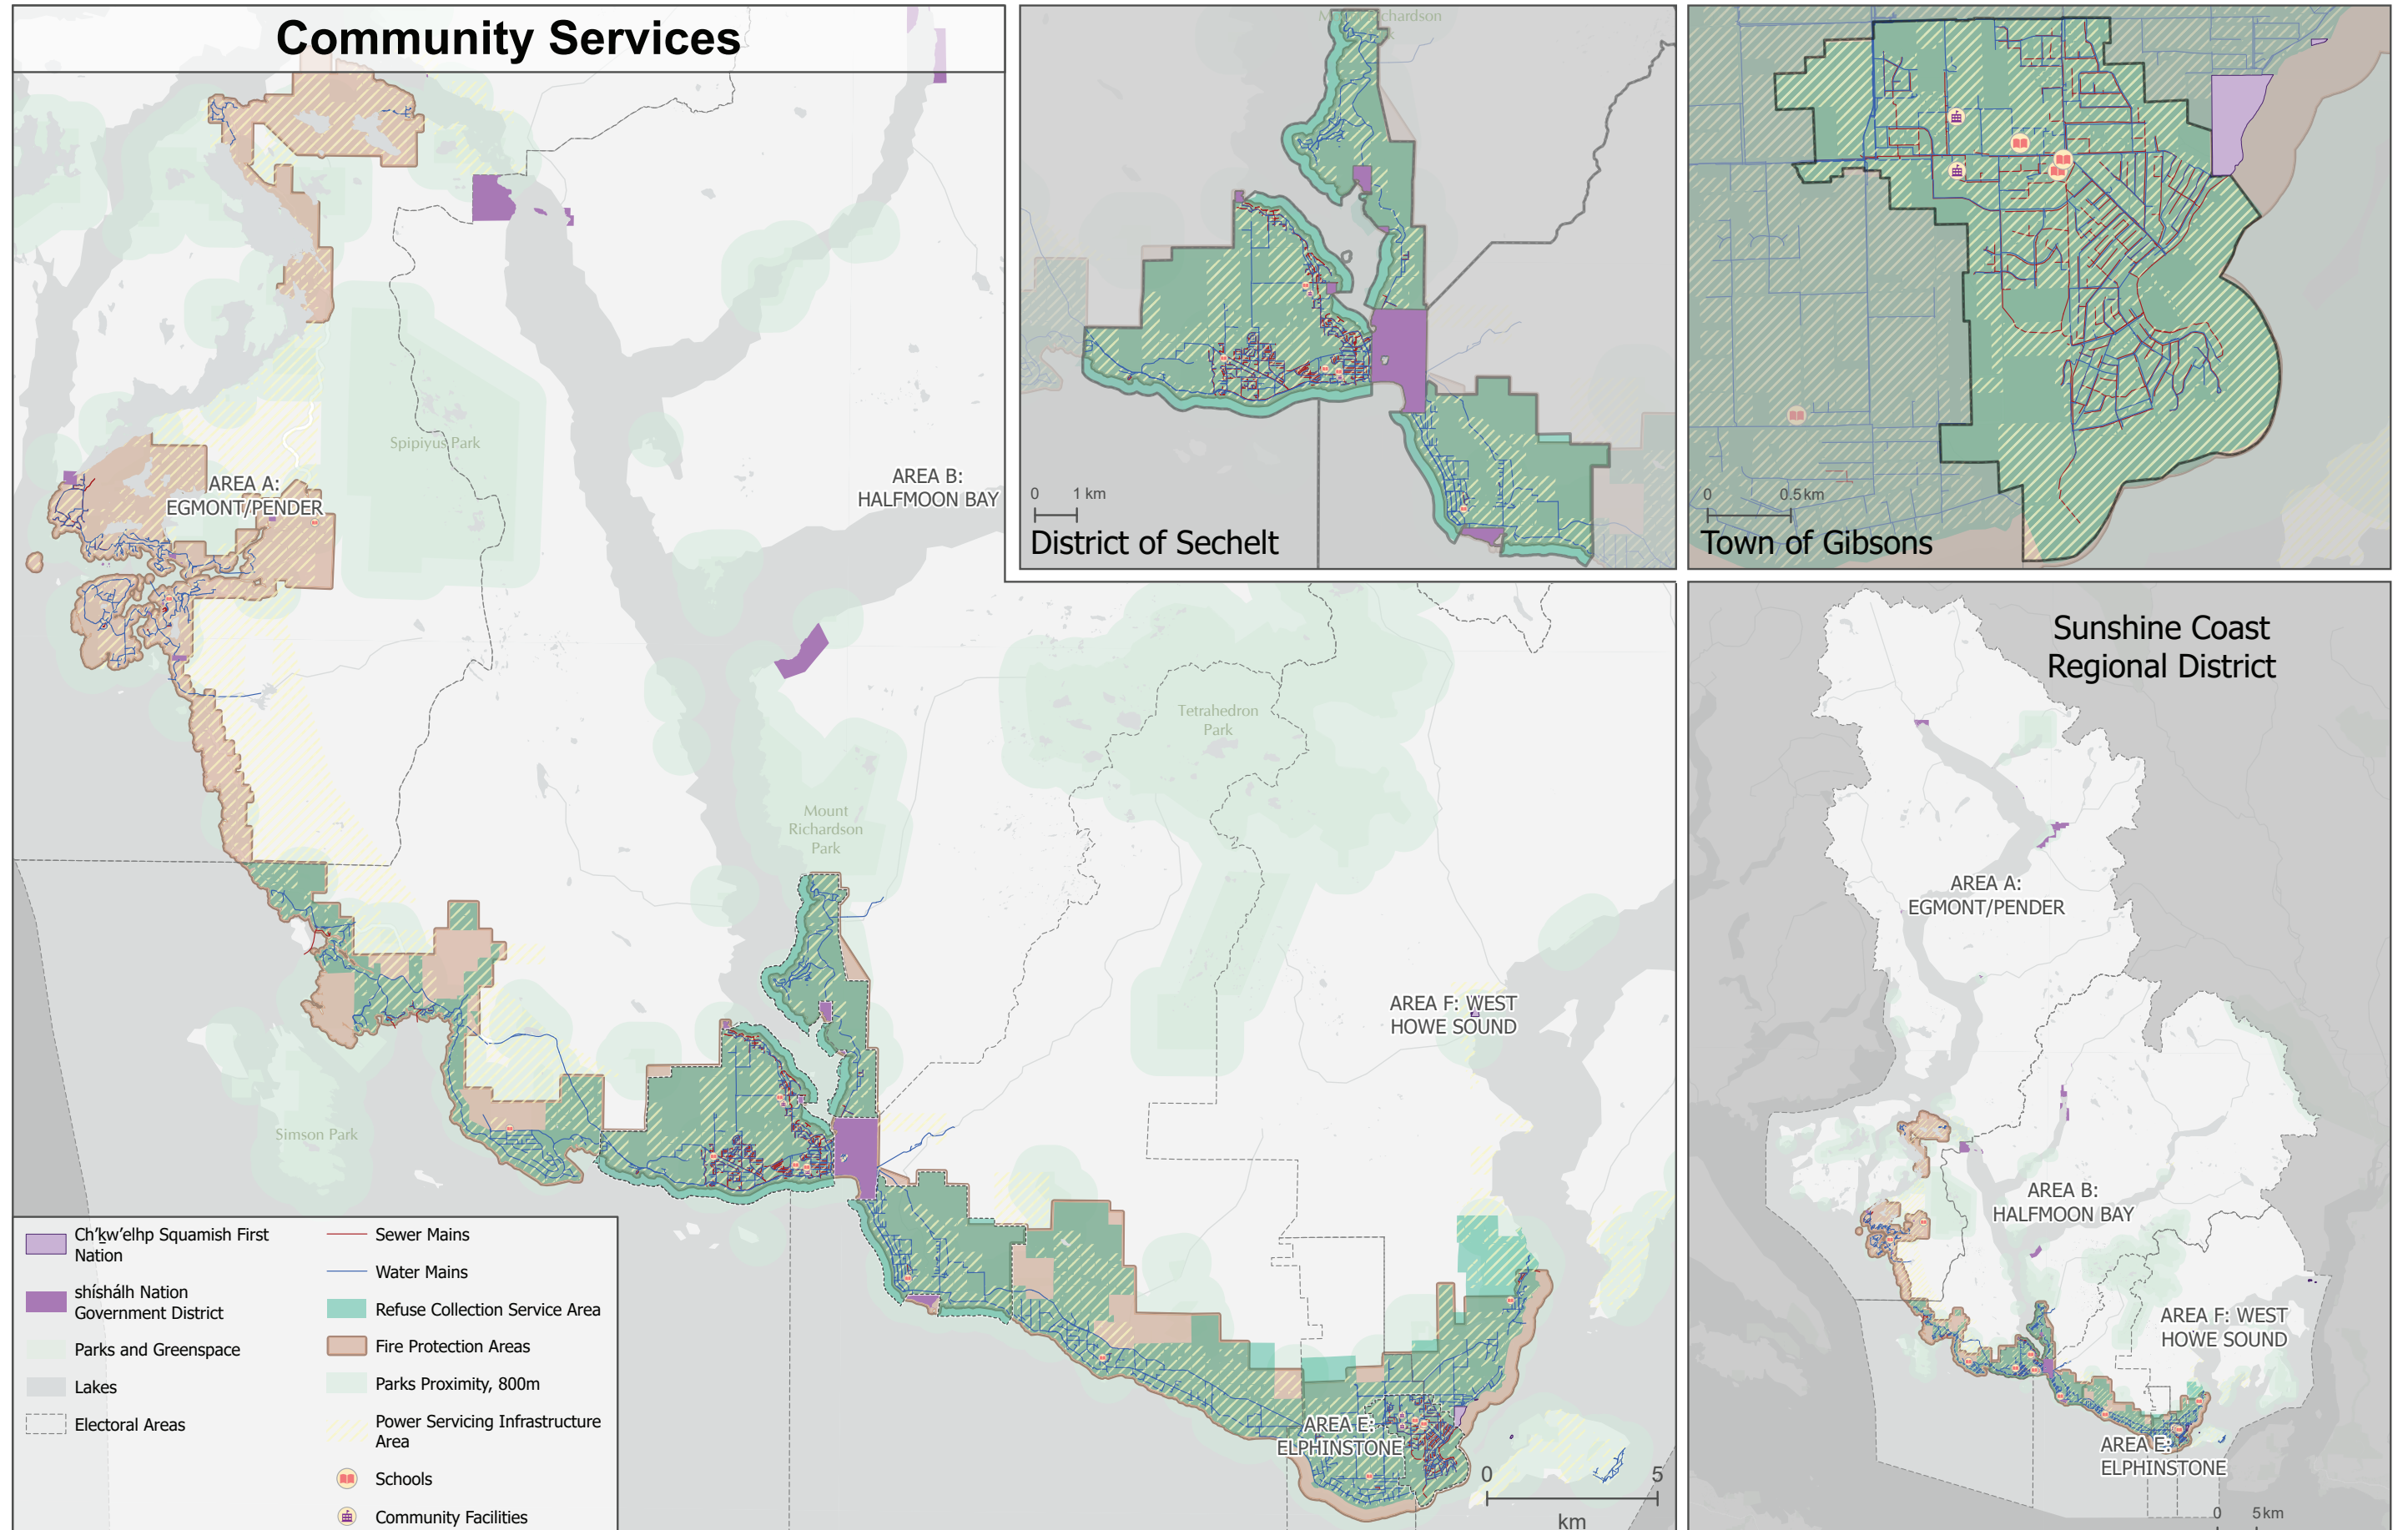 Community Services
Spipiyus Park
AREA A:
EGMONT/PENDER
AREA B:
HALFMOON BAY
Tetrahedron
Park
Mount
Richardson
Park
AREA F: WEST
HOWE SOUND
Simson Park
AREA E:
ELPHINSTONE
0 5
km
Ch'ḵw'elhp Squamish First
Nation
shíshálh Nation
Government District
Parks and Greenspace
Lakes
Electoral Areas
Sewer Mains
Water Mains
Refuse Collection Service Area
Fire Protection Areas
Parks Proximity, 800m
Power Servicing Infrastructure
Area
Schools
Community Facilities
0 1 km
District of Sechelt
0 0.5 km
Town of Gibsons
Sunshine Coast
Regional District
AREA A:
EGMONT/PENDER
AREA B:
HALFMOON BAY
AREA F: WEST
HOWE SOUND
AREA E:
ELPHINSTONE
0 5 km